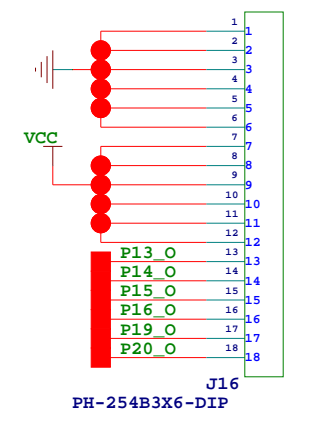 1 1
2 2
3 3
4 4
5 5
6 6
VCC
7 7
8 8
9 9
10 10
11 11
12 12
P13_O 13 13
P14_O 14 14
P15_O 15 15
P16_O 16 16
P19_O 17 17
P20_O 18 18
J16
PH-254B3X6-DIP